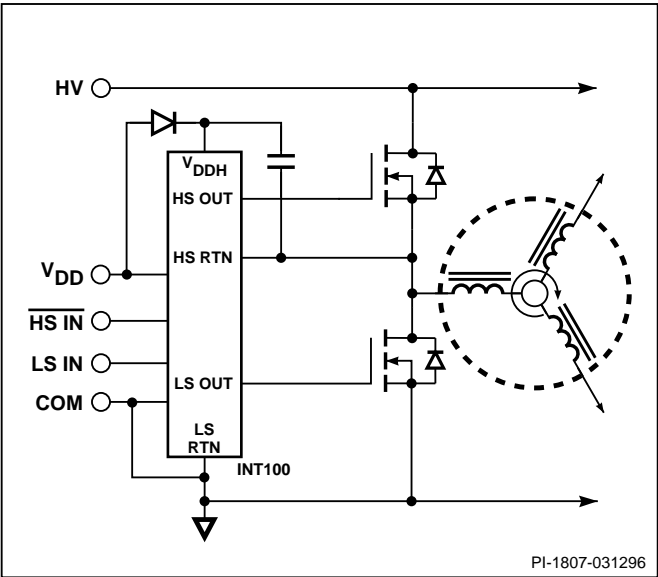 HV
VDDH
HS OUT
HS RTN
VDD
HS IN
LS IN
LS OUT
COM
LS
RTN
INT100
PI-1807-031296